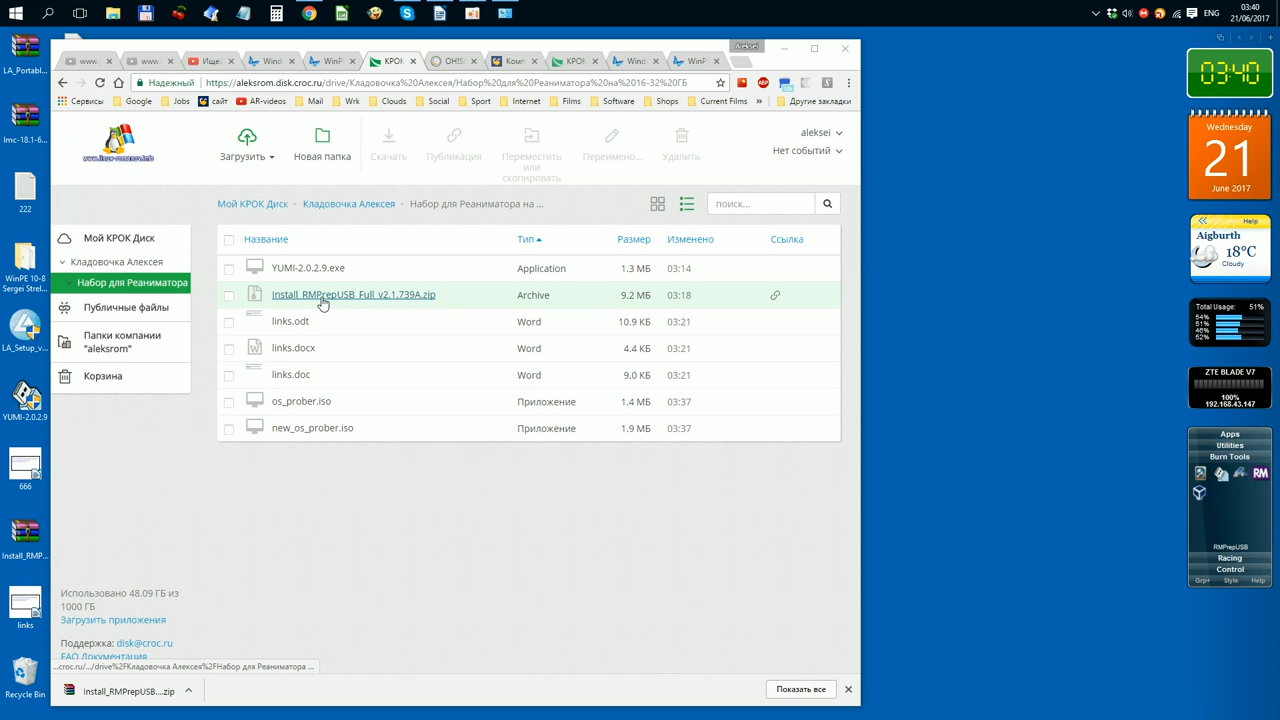 ENG
03:40
21/06/2017
LA_Portabl...
lmc-18.1-6...
222
WinPE 10-8
Sergei Strel...
LA_Setup_v...
YUMI-2.0.2.9
666
Install_RMP...
links
Recycle Bin
Aleksei
www.
www.
Ище
Wind
WinP
КРОК
OHIS
Комп
КРОК
Wind
WinP
Надежный
https://aleksrom.disk.croc.ru/drive/Кладовочка%20Алексея/Набор%20для%20Реаниматора%20на%2016-32%20ГБ
Сервисы
Google
Jobs
сайт
AR-videos
Mail
Wrk
Clouds
Social
Sport
Internet
Films
Software
Shops
Current Films
»
Другие закладки
www.linux-romance.info
Загрузить
Новая папка
Скачать
Публикация
Переместить
или
скопировать
Переимено...
Удалить
aleksei
Нет событий
Мой КРОК Диск
Кладовочка Алексея
Набор для Реаниматора на ...
поиск...
Мой КРОК Диск
Кладовочка Алексея
Набор для Реаниматора
Публичные файлы
Папки компании
"aleksrom"
Корзина
Название Тип Размер Изменено Ссылка
YUMI-2.0.2.9.exe Application 1.3 МБ 03:14
Install_RMPrepUSB_Full_v2.1.739A.zip Archive 9.2 МБ 03:18
links.odt Word 10.9 КБ 03:21
links.docx Word 4.4 КБ 03:21
links.doc Word 9.0 КБ 03:21
os_prober.iso Приложение 1.4 МБ 03:37
new_os_prober.iso Приложение 1.9 МБ 03:37
Использовано 48.09 ГБ из
1000 ГБ
Загрузить приложения
Поддержка: disk@croc.ru
FAQ Документация
...croc.ru/.../drive%2FКладовочка Алексея%2FНабор для Реаниматора ...
Install_RMPrepUSB....zip
Показать все
03:40
Wednesday
21
June 2017
Help
Aigburth
18°C
Cloudy
Total Usage: 51%
54%
51%
46%
52%
ZTE BLADE V7
100%
192.168.43.147
Apps
Utilities
Burn Tools
RM
RMPrepUSB
Racing
Control
Grp+ Style Help